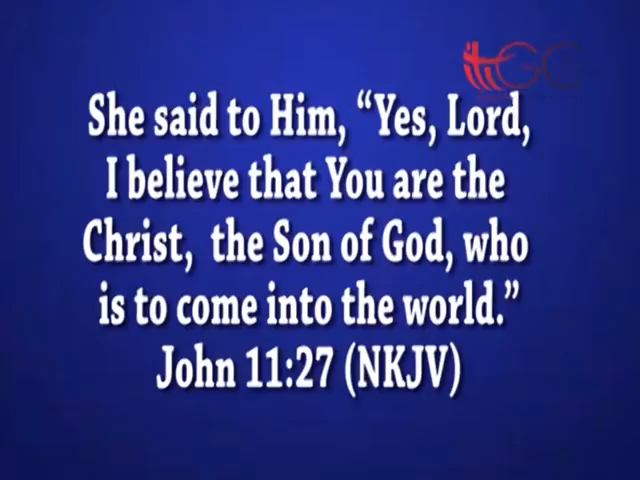 GC
She said to Him, “Yes, Lord,
I believe that You are the
Christ,  the Son of God, who
is to come into the world.”
John 11:27 (NKJV)